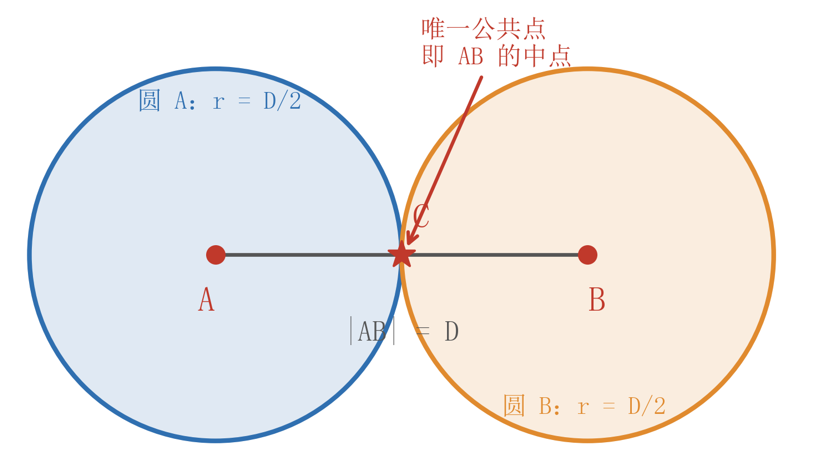 唯一公共点
即 AB 的中点
圆 A: r = D/2
C
A
B
|AB| = D
圆 B: r = D/2